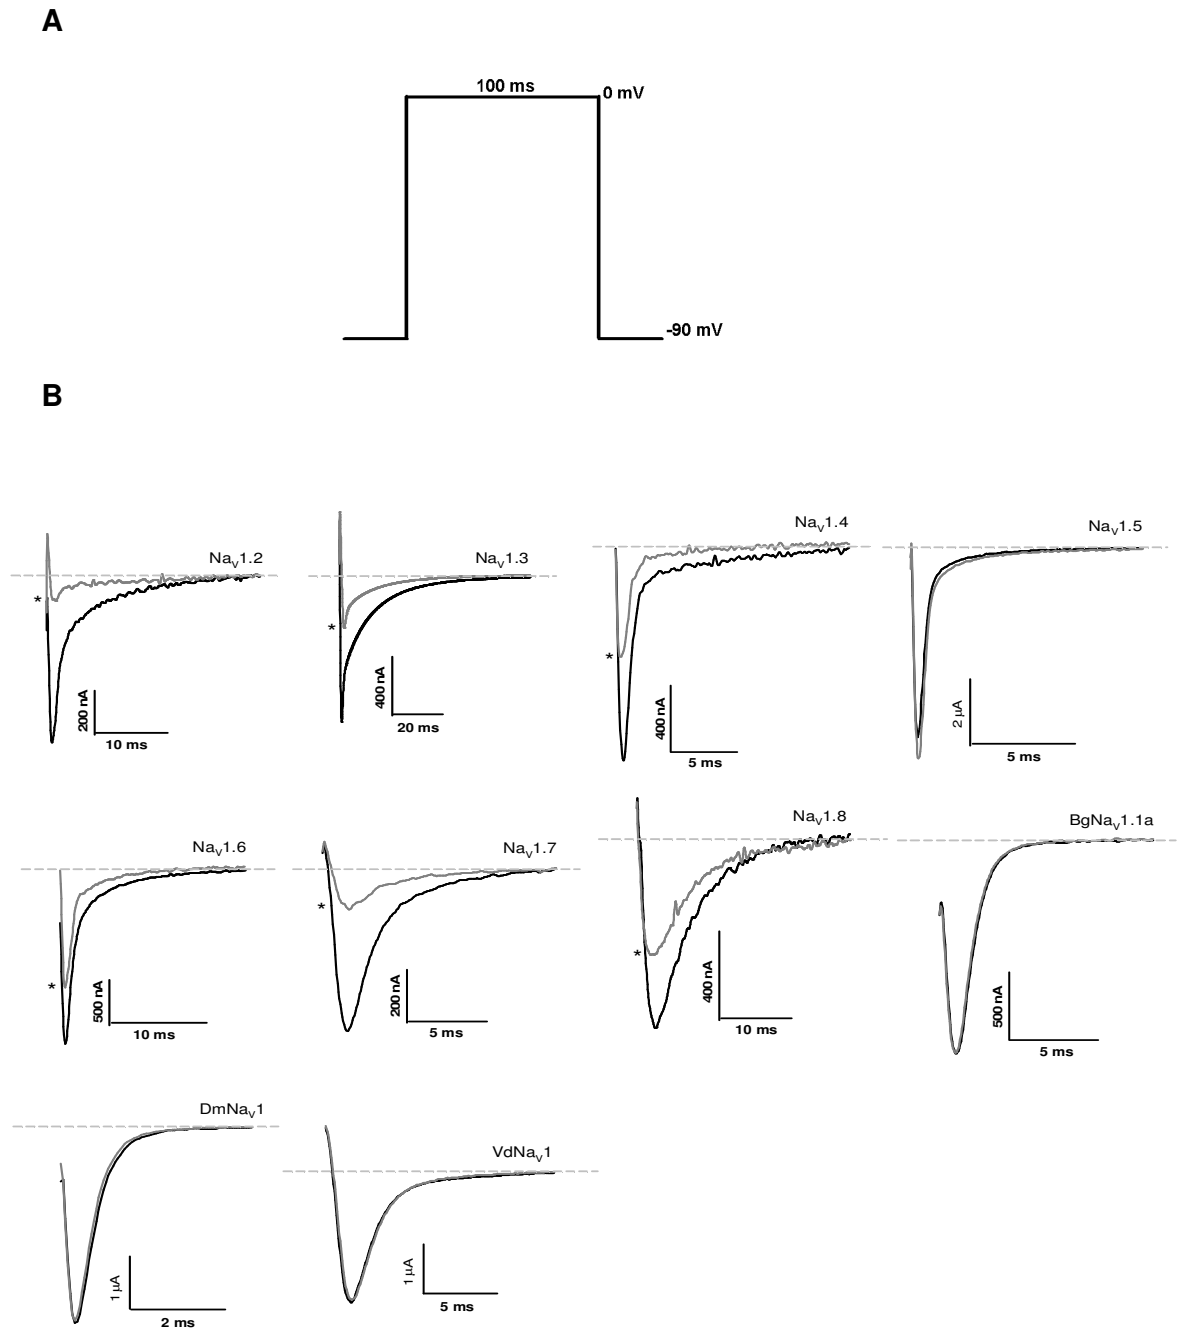 A
100 ms
0 mV
-90 mV
B
Nav1.2
*
200 nA
10 ms
Nav1.3
*
400 nA
20 ms
Nav1.4
*
400 nA
5 ms
Nav1.5
2 µA
5 ms
Nav1.6
*
500 nA
10 ms
Nav1.7
*
200 nA
5 ms
Nav1.8
*
400 nA
10 ms
BgNav1.1a
500 nA
5 ms
DmNav1
1 µA
2 ms
VdNav1
1 µA
5 ms